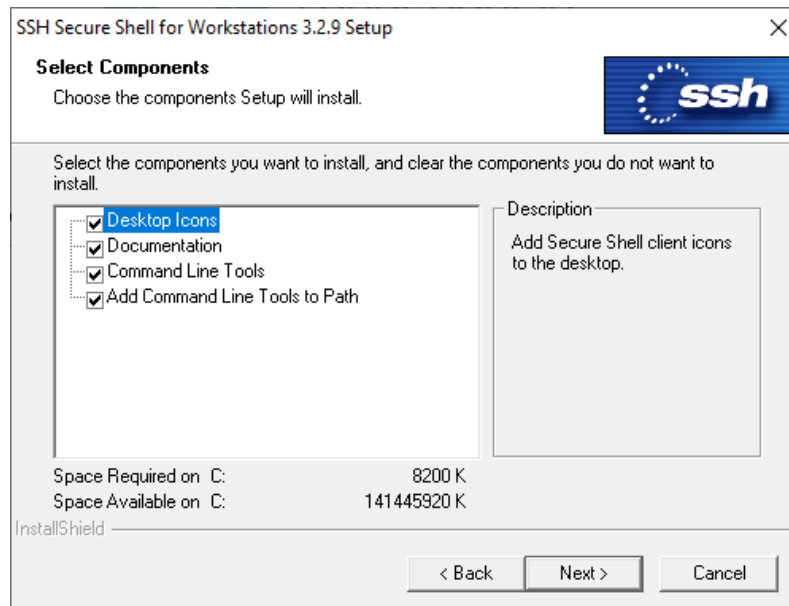 SSH Secure Shell for Workstations 3.2.9 Setup
Select Components
Choose the components Setup will install.
ssh
Select the components you want to install, and clear the components you do not want to
install.
Desktop Icons
Documentation
Command Line Tools
Add Command Line Tools to Path
Description
Add Secure Shell client icons
to the desktop.
Space Required on C: 8200 K
Space Available on C: 141445920 K
InstallShield
< Back Next > Cancel